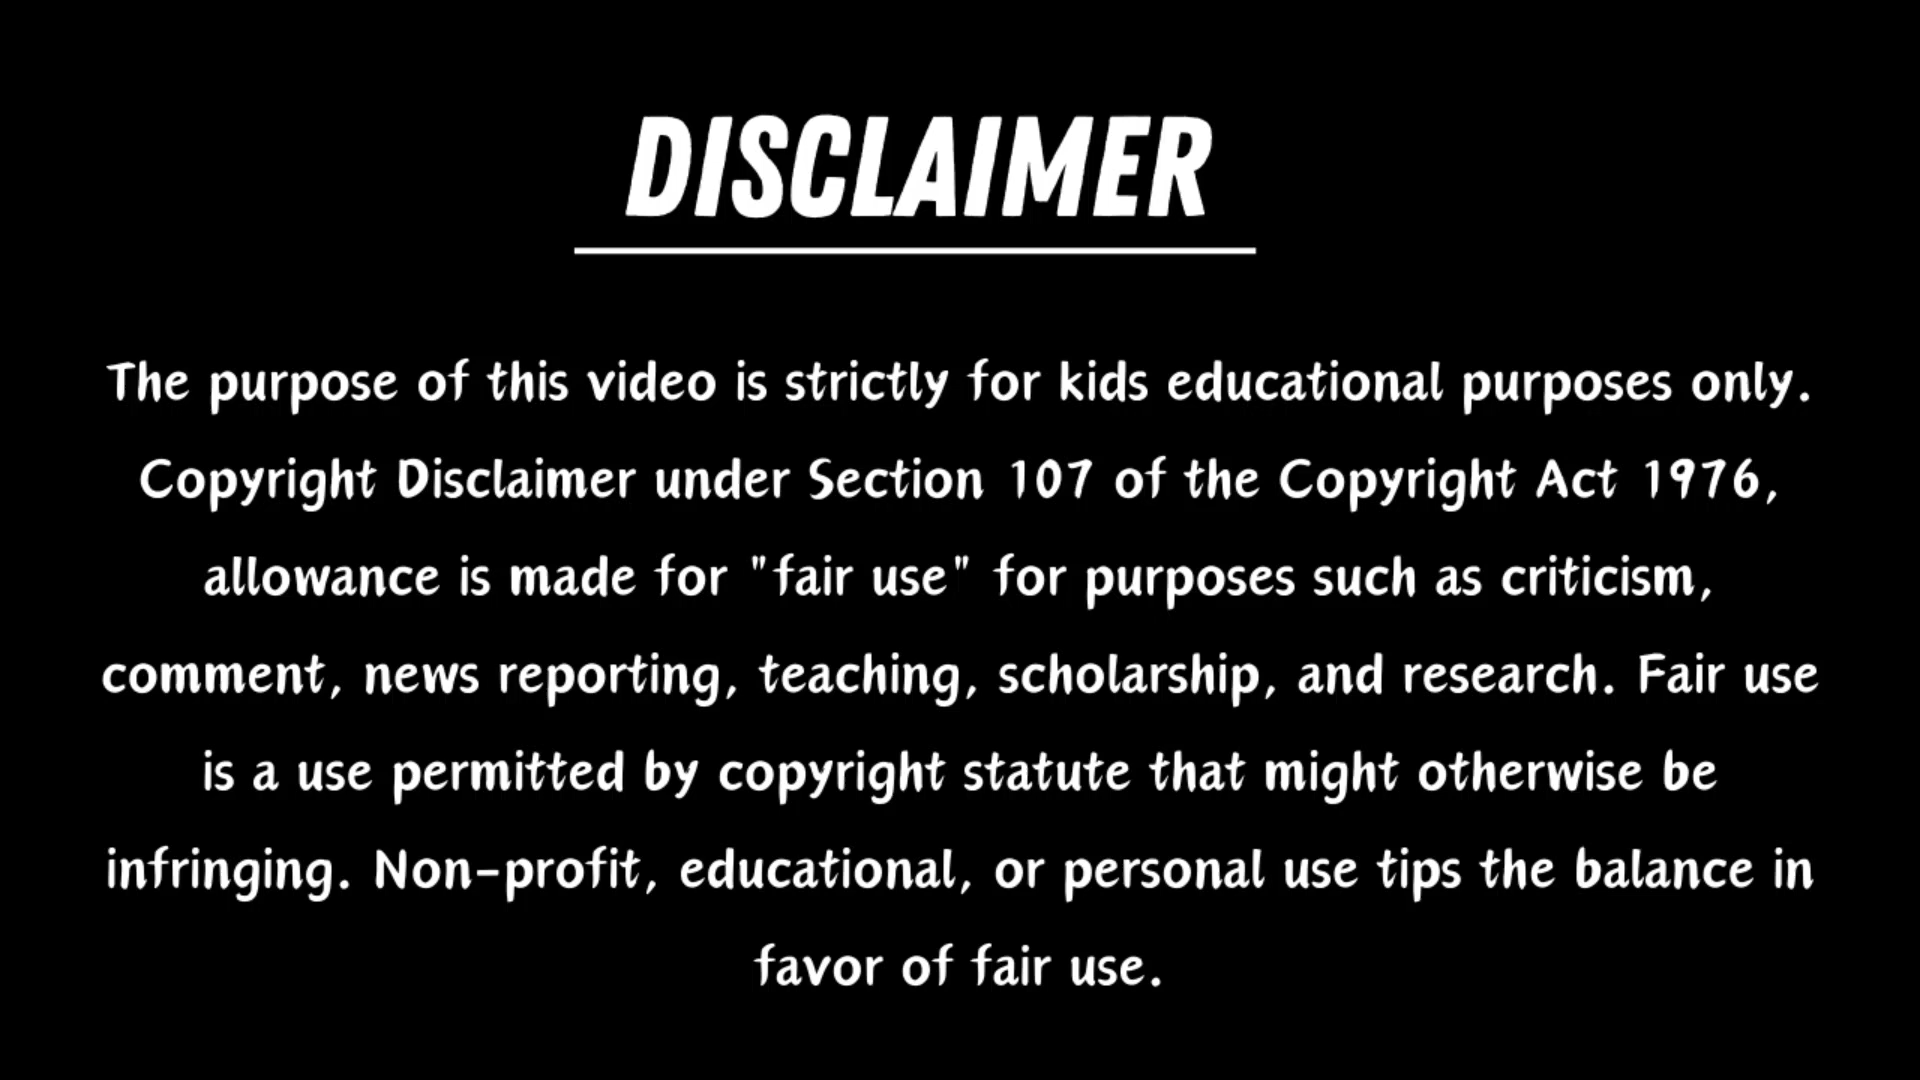 DISCLAIMER
The purpose of this video is strictly for kids educational purposes only.
Copyright Disclaimer under Section 107 of the Copyright Act 1976,
allowance is made for "fair use" for purposes such as criticism,
comment, news reporting, teaching, scholarship, and research. Fair use
is a use permitted by copyright statute that might otherwise be
infringing. Non-profit, educational, or personal use tips the balance in
favor of fair use.